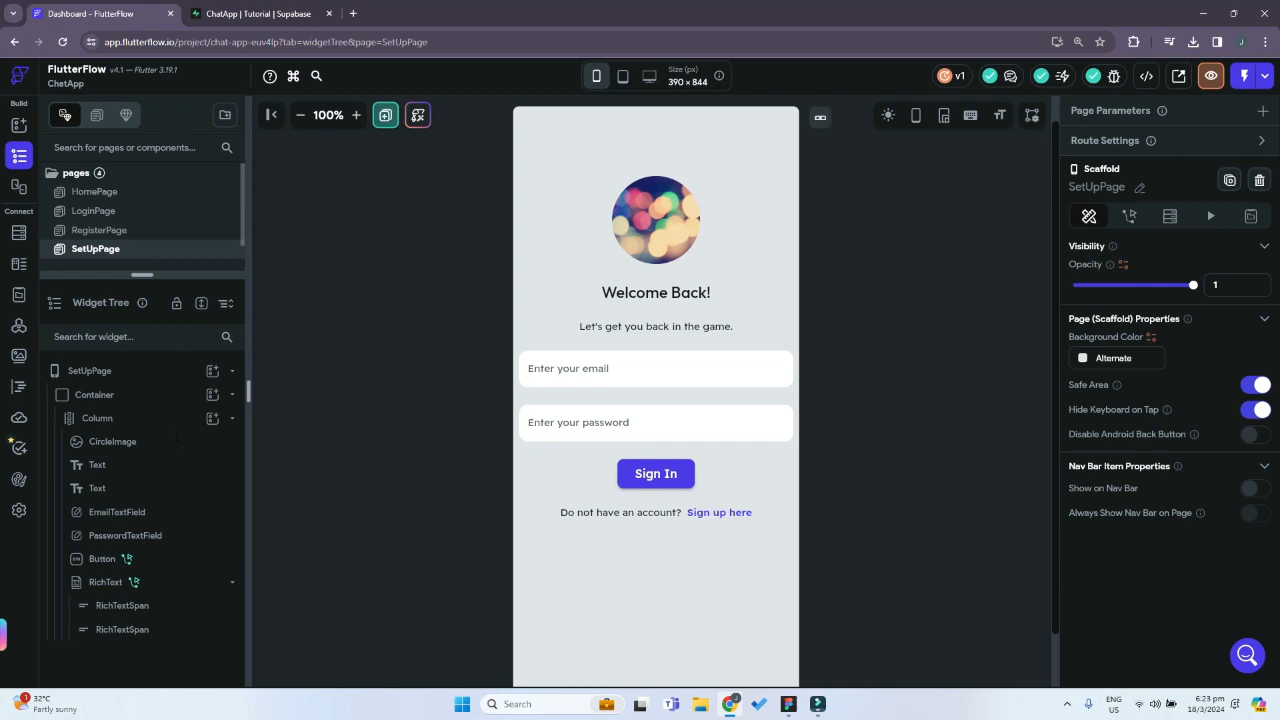 Dashboard - FlutterFlow
ChatApp | Tutorial | Supabase
app.flutterflow.io/project/chat-app-euv4lp?tab=widgetTree&page=SetUpPage
FlutterFlow v4.1 - Flutter 3.19.1
ChatApp
Size (px)
390 × 844
v1
Build
Connect
100%
Search for pages or components...
pages 4
HomePage
LoginPage
RegisterPage
SetUpPage
Widget Tree
Search for widget...
SetUpPage
Container
Column
CircleImage
Text
Text
EmailTextField
PasswordTextField
Button
RichText
RichTextSpan
RichTextSpan
Welcome Back!
Let's get you back in the game.
Enter your email
Enter your password
Sign In
Do not have an account? Sign up here
Page Parameters
Route Settings
Scaffold
SetUpPage
Visibility
Opacity
1
Page (Scaffold) Properties
Background Color
Alternate
Safe Area
Hide Keyboard on Tap
Disable Android Back Button
Nav Bar Item Properties
Show on Nav Bar
Always Show Nav Bar on Page
1
32°C
Partly sunny
Search
ENG
US
6:23 pm
18/3/2024